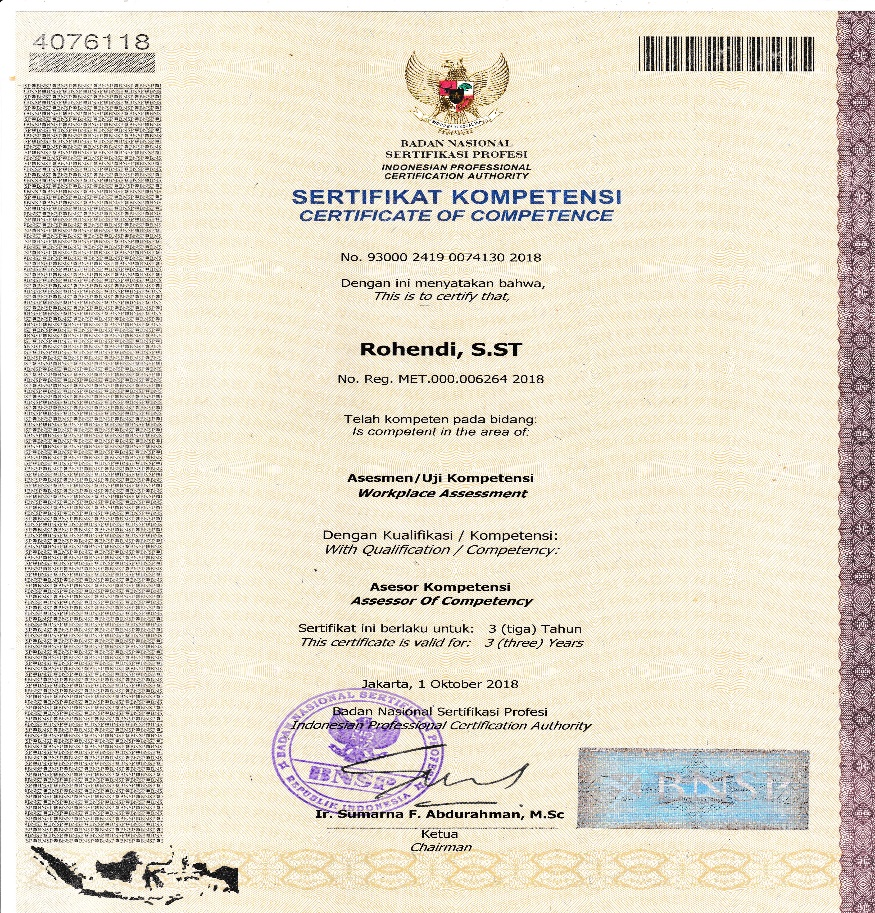 4076118
BADAN NASIONAL
SERTIFIKASI PROFESI
INDONESIAN PROFESSIONAL
CERTIFICATION AUTHORITY
SERTIFIKAT KOMPETENSI
CERTIFICATE OF COMPETENCE
No. 93000 2419 0074130 2018
Dengan ini menyatakan bahwa,
This is to certify that,
Rohendi, S.ST
No. Reg. MET.000.006264 2018
Telah kompeten pada bidang:
Is competent in the area of:
Asesmen/Uji Kompetensi
Workplace Assessment
Dengan Kualifikasi / Kompetensi:
With Qualification / Competency:
Asesor Kompetensi
Assessor Of Competency
Sertifikat ini berlaku untuk: 3 (tiga) Tahun
This certificate is valid for: 3 (three) Years
Jakarta, 1 Oktober 2018
Badan Nasional Sertifikasi Profesi
Indonesian Professional Certification Authority
BADAN NASIONAL SERTIFIKASI PROFESI
BNSP
REPUBLIK INDONESIA
BNSP
Ir. Sumarna F. Abdurahman, M.Sc
Ketua
Chairman